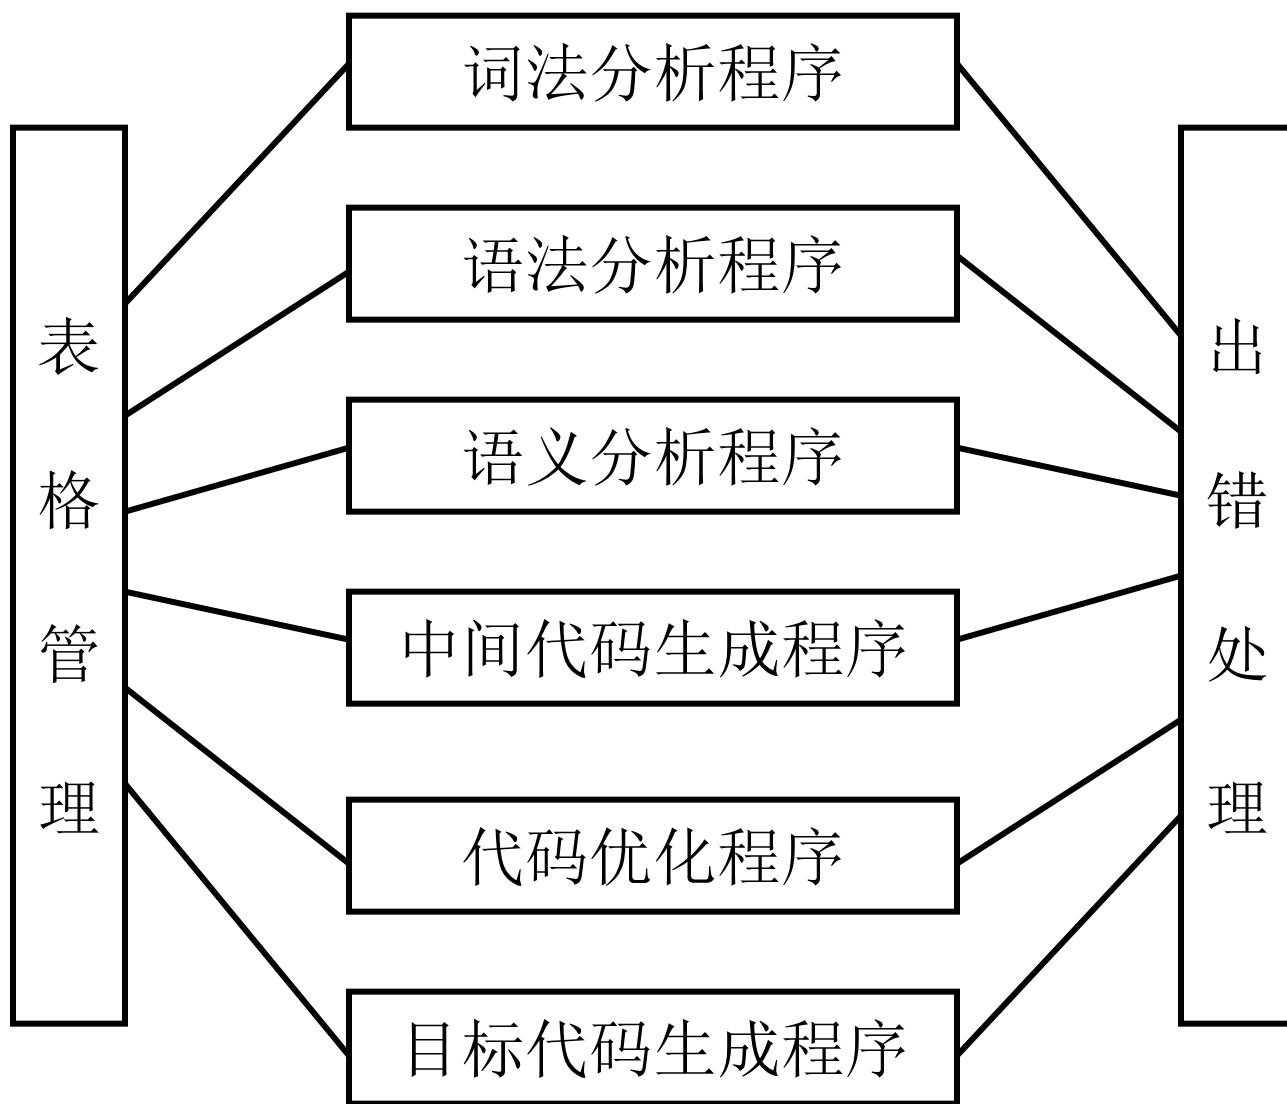 词法分析程序
语法分析程序
语义分析程序
中间代码生成程序
代码优化程序
目标代码生成程序
表格管理
出错处理